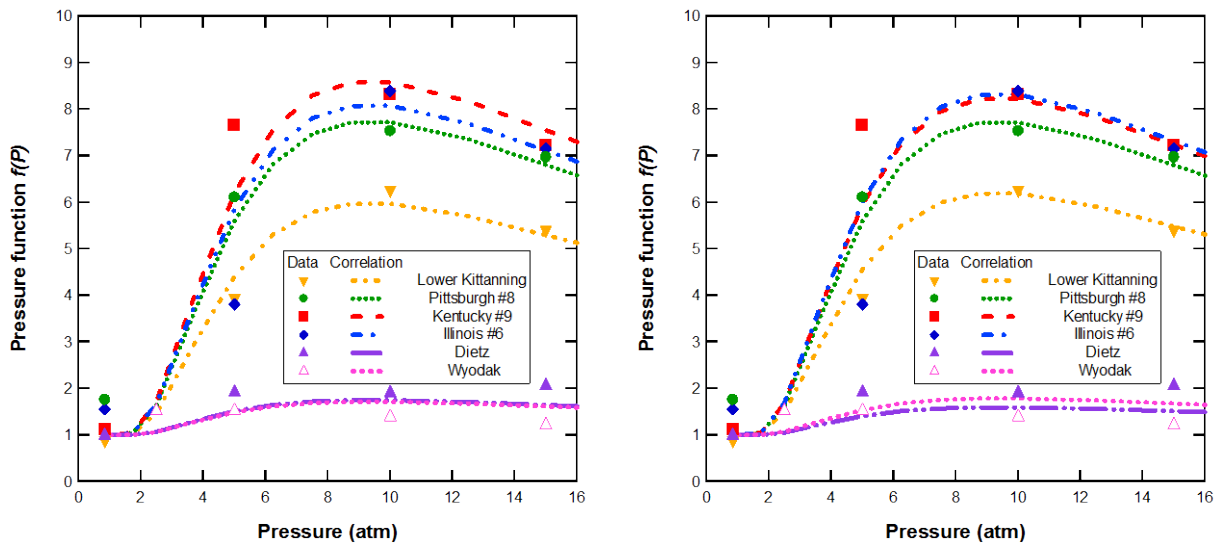 10
9
8
7
6
5
4
3
2
1
0
Pressure function f(P)
Data Correlation
Lower Kittanning
Pittsburgh #8
Kentucky #9
Illinois #6
Dietz
Wyodak
0 2 4 6 8 10 12 14 16
Pressure (atm)
10
9
8
7
6
5
4
3
2
1
0
Pressure function f(P)
Data Correlation
Lower Kittanning
Pittsburgh #8
Kentucky #9
Illinois #6
Dietz
Wyodak
0 2 4 6 8 10 12 14 16
Pressure (atm)